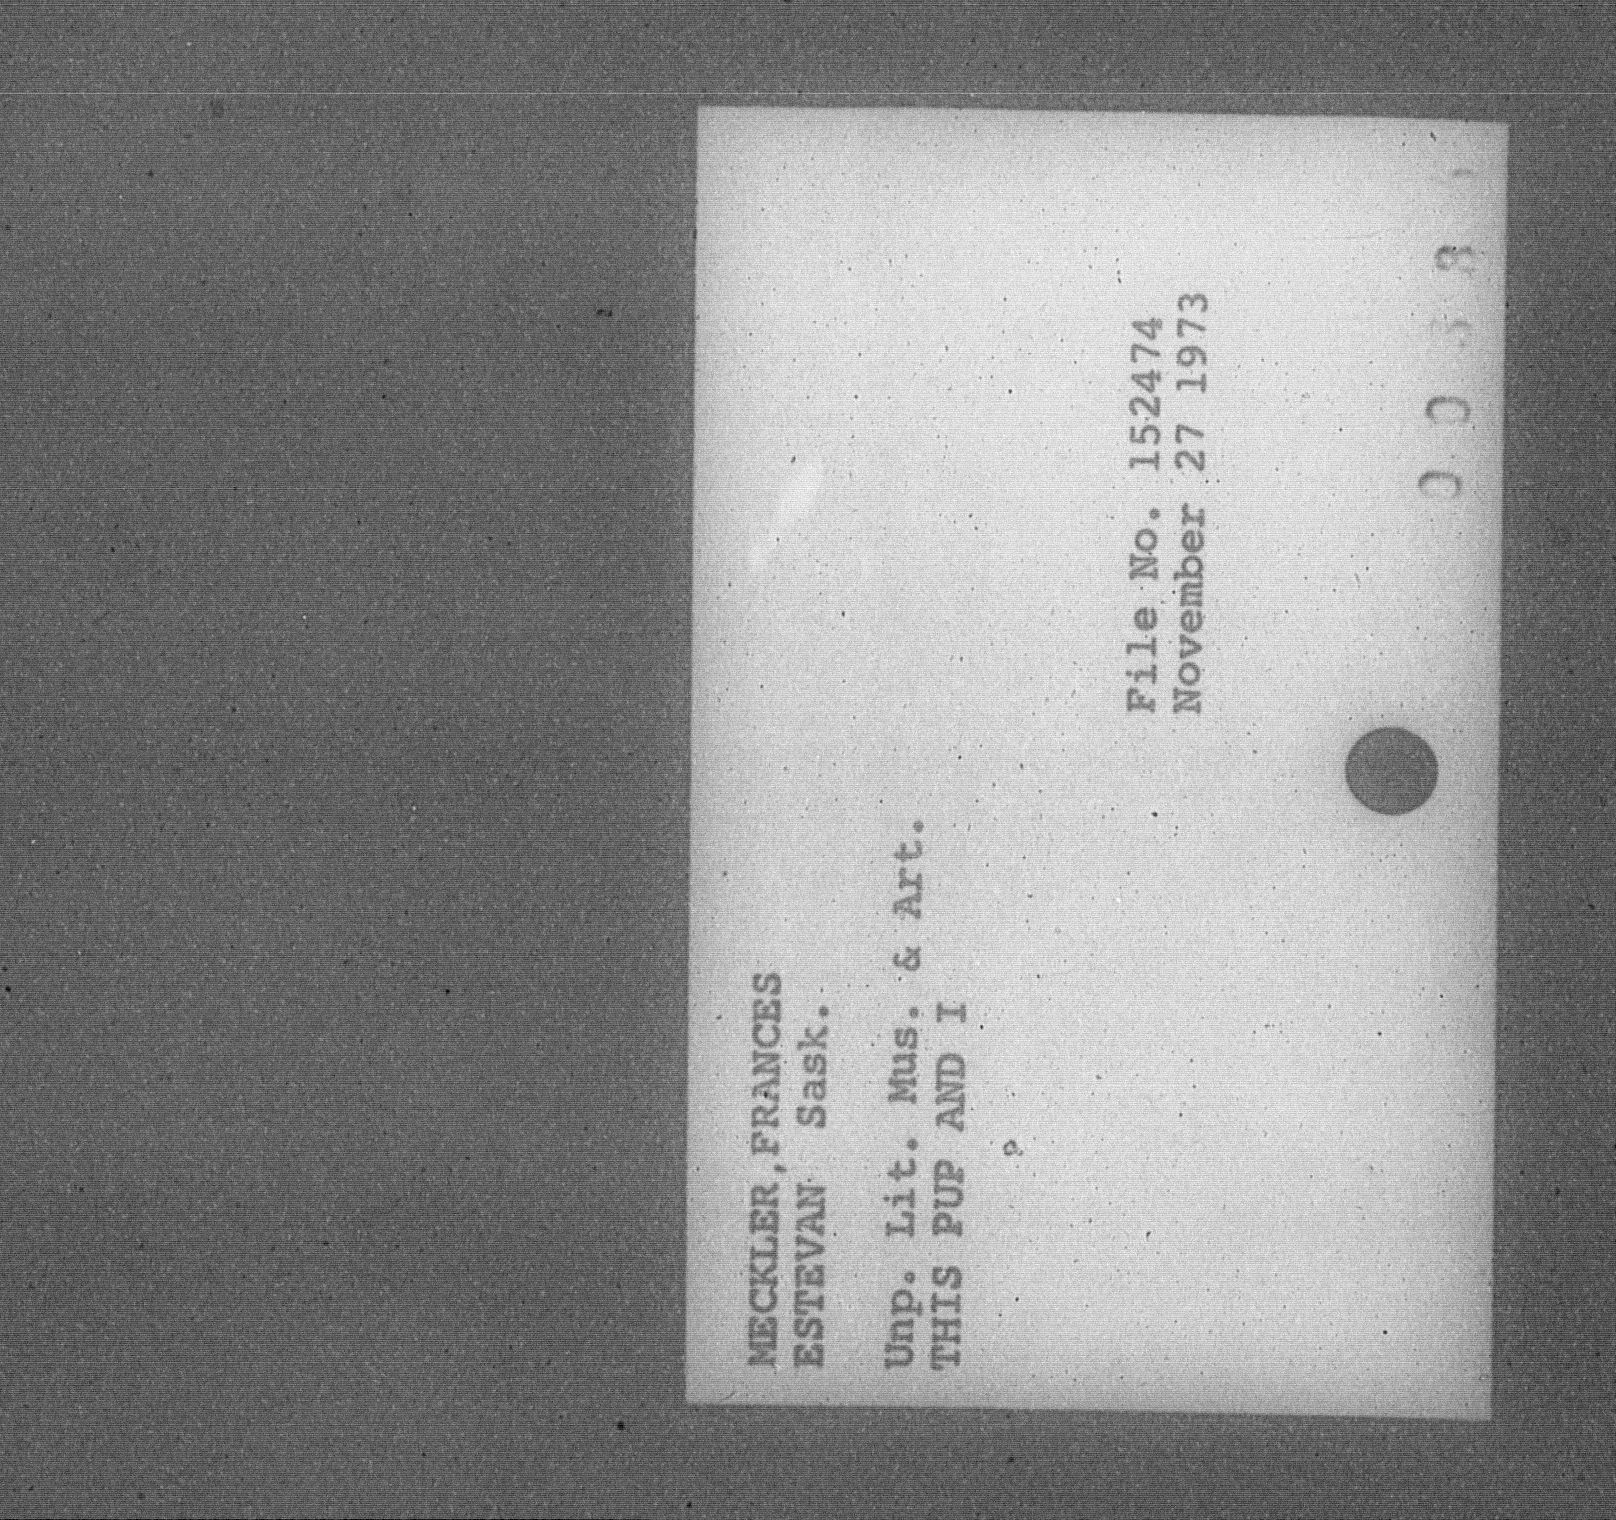 MECKLER,FRANCES
ESTEVAN Sask.
Unp. Lit. Mus. & Art.
THIS PUP AND I
File No. 152474
November 27 1973